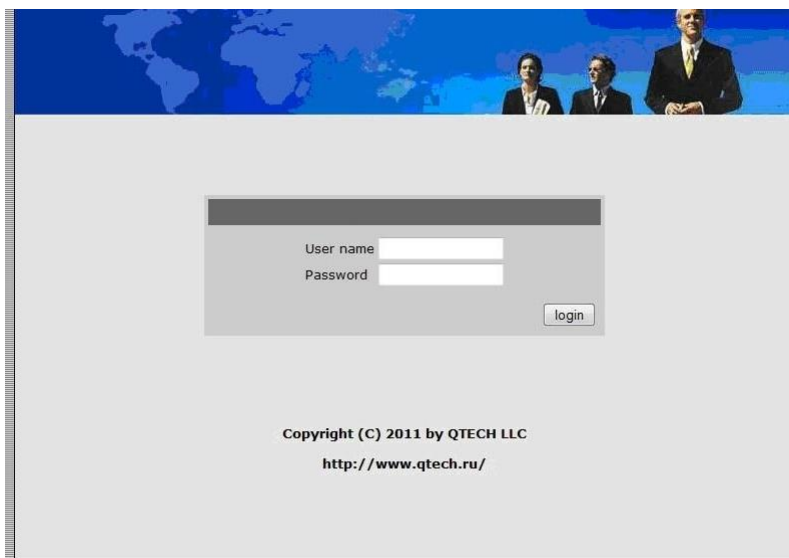 User name
Password
login
Copyright (C) 2011 by QTECH LLC
http://www.qtech.ru/